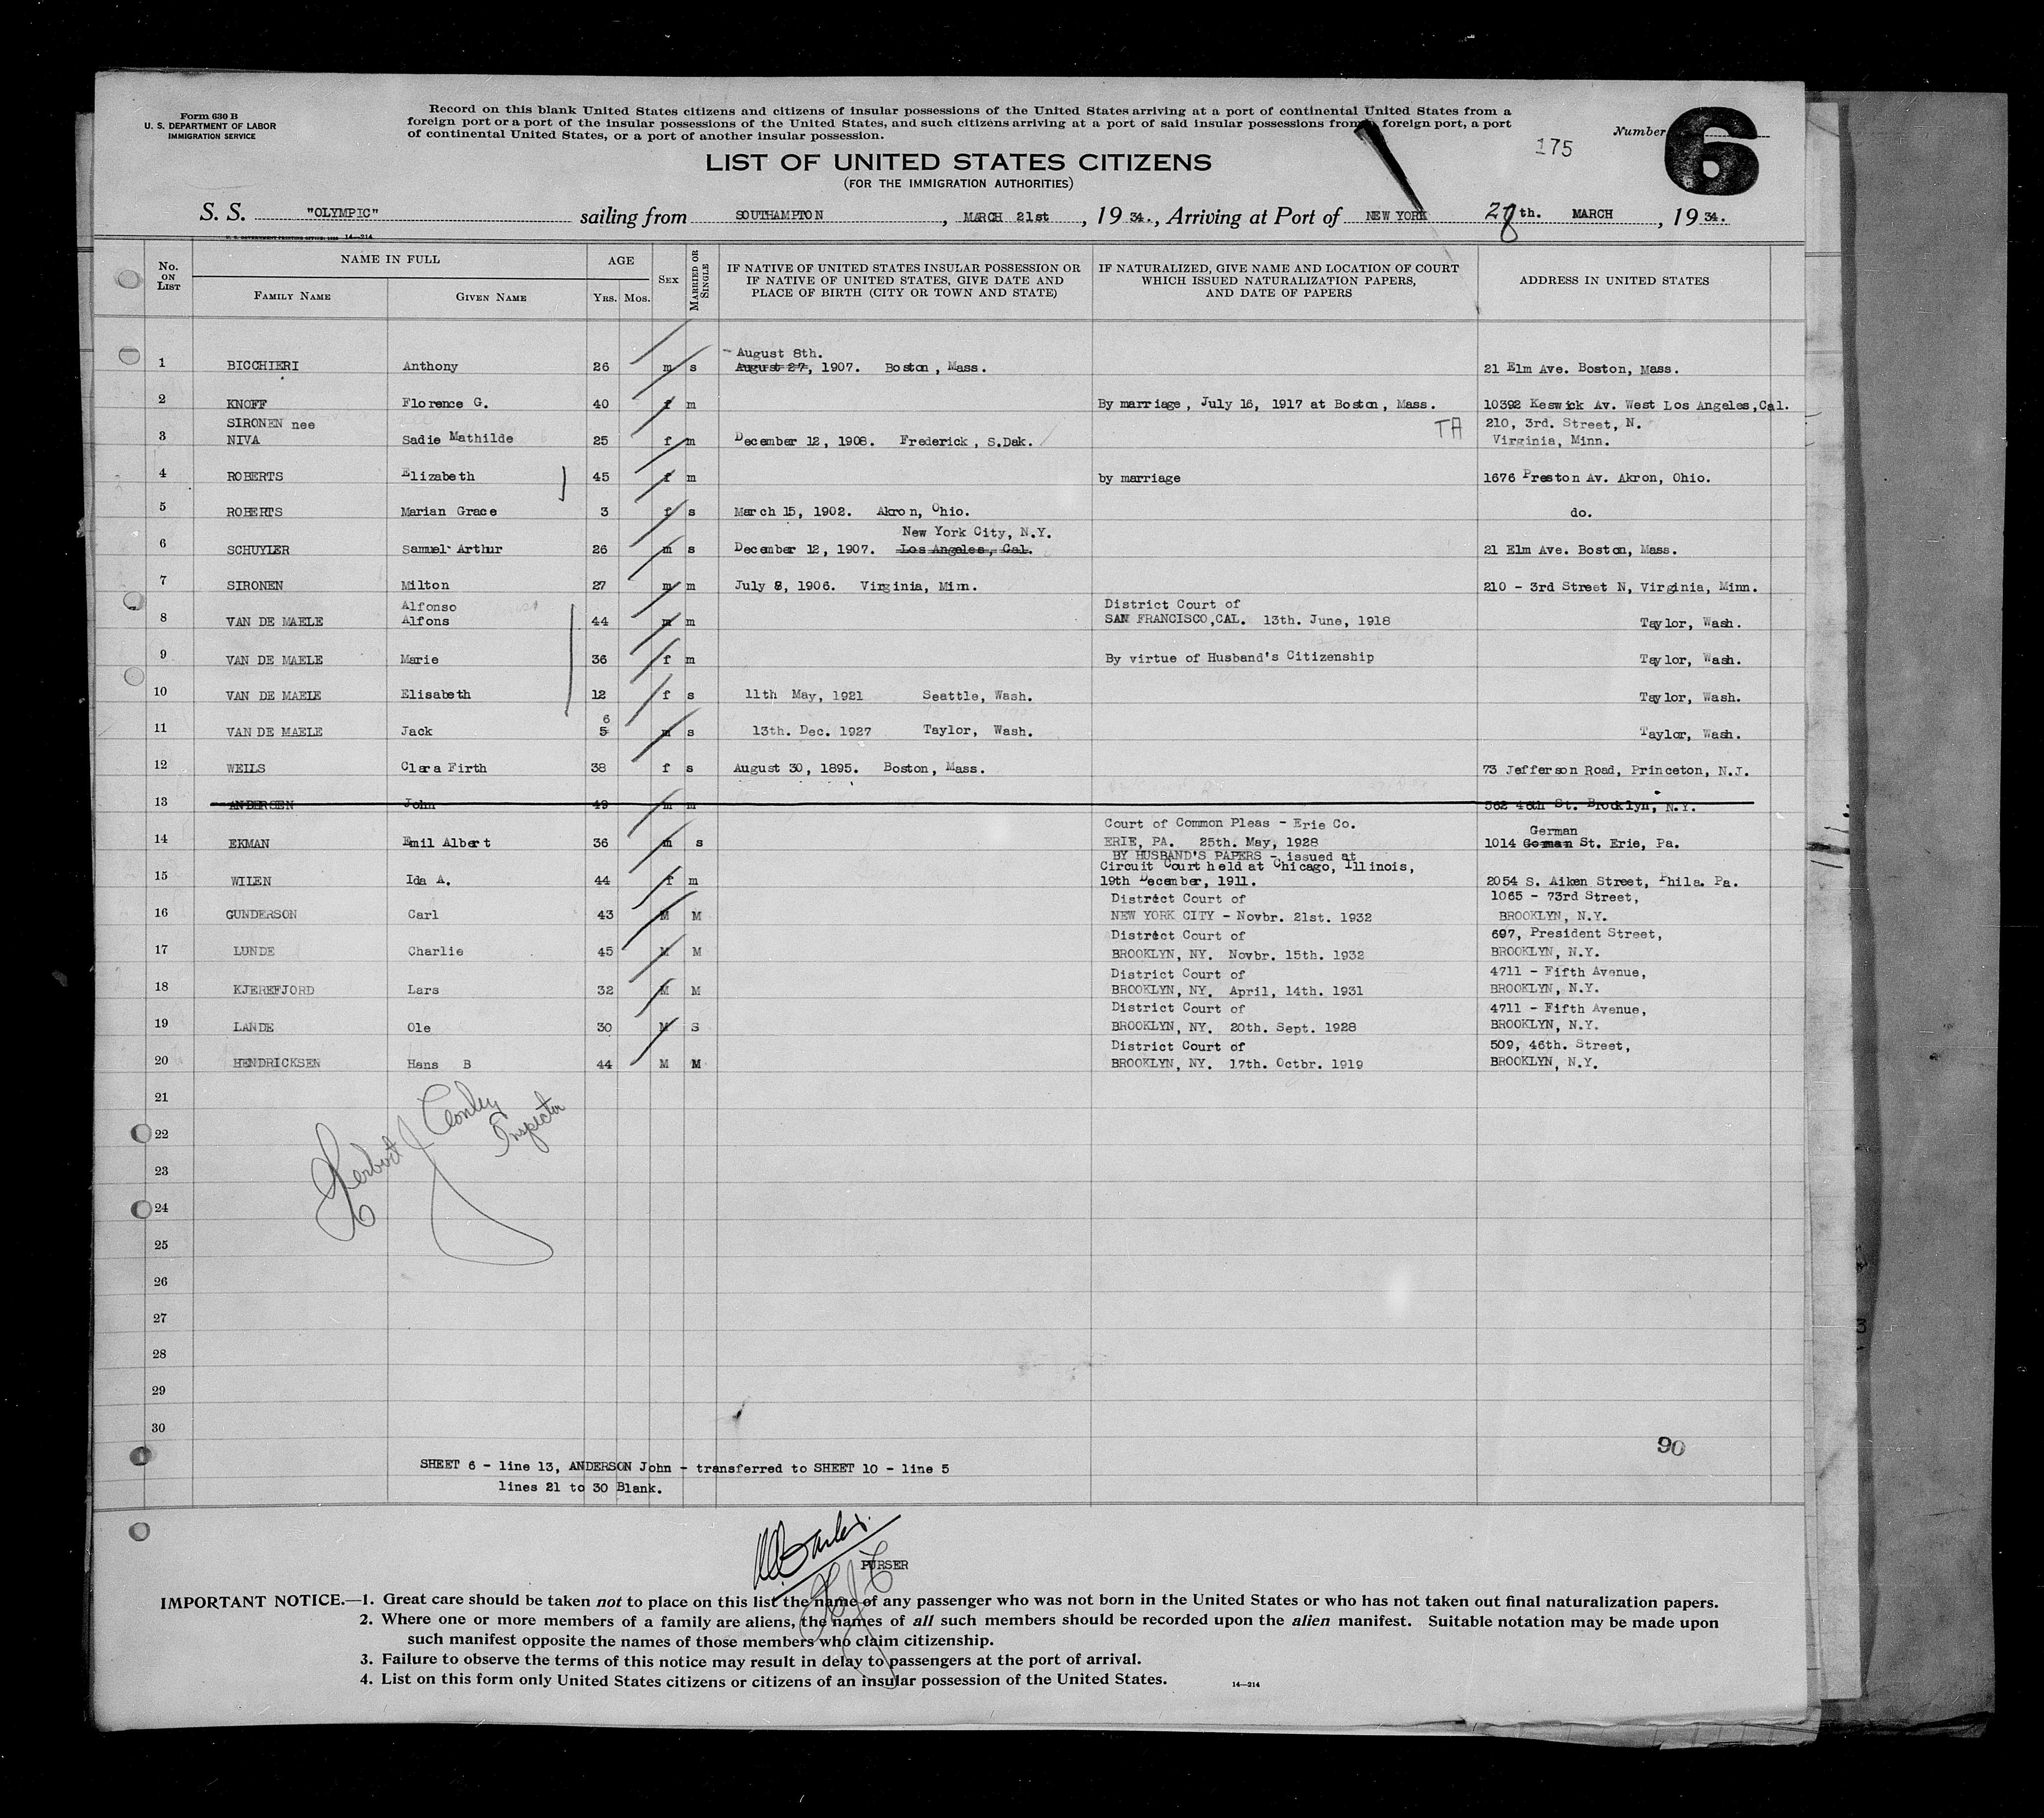 Form 630 B
U. S. DEPARTMENT OF LABOR
IMMIGRATION SERVICE
Record on this blank United States citizens and citizens of insular possessions of the United States arriving at a port of continental United States from a
foreign port or a port of the insular possessions of the United States, and such citizens arriving at a port of said insular possessions from a foreign port, a port
of continental United States, or a port of another insular possession.
Number 6
175
LIST OF UNITED STATES CITIZENS
(FOR THE IMMIGRATION AUTHORITIES)
S. S. "OLYMPIC" sailing from SOUTHAMPTON, MARCH 21st, 1934., Arriving at Port of NEW YORK 28th. MARCH, 1934.
14—214
No. ON LIST
NAME IN FULL
FAMILY NAME
GIVEN NAME
AGE
YRS. MOS.
SEX
MARRIED OR SINGLE
IF NATIVE OF UNITED STATES INSULAR POSSESSION OR
IF NATIVE OF UNITED STATES, GIVE DATE AND
PLACE OF BIRTH (CITY OR TOWN AND STATE)
IF NATURALIZED, GIVE NAME AND LOCATION OF COURT
WHICH ISSUED NATURALIZATION PAPERS,
AND DATE OF PAPERS
ADDRESS IN UNITED STATES
August 8th.
1 BICCHIERI Anthony 26 m s August 27, 1907. Boston, Mass. 21 Elm Ave. Boston, Mass.
2 KNOFF Florence G. 40 f m By marriage, July 16, 1917 at Boston, Mass. 10392 Keswick Av. West Los Angeles, Cal.
SIRONEN nee TA 210, 3rd. Street, N.
3 NIVA Sadie Mathilde 25 f m December 12, 1908. Frederick, S.Dak. Virginia, Minn.
4 ROBERTS Elizabeth 45 f m by marriage 1676 Preston Av. Akron, Ohio.
5 ROBERTS Marian Grace 3 f s March 15, 1902. Akron, Ohio. do.
New York City, N.Y.
6 SCHUYLER Samuel Arthur 26 m s December 12, 1907. Los Angeles, Cal. 21 Elm Ave. Boston, Mass.
7 SIRONEN Milton 27 m m July 8, 1906. Virginia, Minn. 210 - 3rd Street N, Virginia, Minn.
Alfonso District Court of
8 VAN DE MAELE Alfons 44 m m SAN FRANCISCO, CAL. 13th. June, 1918 Taylor, Wash.
9 VAN DE MAELE Marie 36 f m By virtue of Husband's Citizenship Taylor, Wash.
10 VAN DE MAELE Elisabeth 12 f s 11th May, 1921 Seattle, Wash. Taylor, Wash.
6
11 VAN DE MAELE Jack 5 m s 13th. Dec. 1927 Taylor, Wash. Taylor, Wash.
12 WEILS Clara Firth 38 f s August 30, 1895. Boston, Mass. 73 Jefferson Road, Princeton, N.J.
13 ANDERSEN John 49 m m 562 46th St. Brooklyn, N.Y.
Court of Common Pleas - Erie Co. German
14 EKMAN Emil Albert 36 m s ERIE, PA. 25th. May, 1928 1014 Goman St. Erie, Pa.
BY HUSBAND'S PAPERS - issued at
Circuit Court held at Chicago, Illinois,
15 WILEN Ida A. 44 f m 19th December, 1911. 2054 S. Aiken Street, Phila. Pa.
District Court of 1065 - 73rd Street,
16 GUNDERSON Carl 43 M M NEW YORK CITY - Novbr. 21st. 1932 BROOKLYN, N.Y.
District Court of 697, President Street,
17 LUNDE Charlie 45 M M BROOKLYN, NY. Novbr. 15th. 1932 BROOKLYN, N.Y.
District Court of 4711 - Fifth Avenue,
18 KJEREFJORD Lars 32 M M BROOKLYN, NY. April, 14th. 1931 BROOKLYN, N.Y.
District Court of 4711 - Fifth Avenue,
19 LANDE Ole 30 M S BROOKLYN, NY. 20th. Sept. 1928 BROOKLYN, N.Y.
District Court of 509, 46th. Street,
20 HENDRICKSEN Hans B 44 M M BROOKLYN, NY. 17th. Octbr. 1919 BROOKLYN, N.Y.
21
Herbert J Conley
Inspector
22
23
24
25
26
27
28
29
30
90
SHEET 6 - line 13, ANDERSON John - transferred to SHEET 10 - line 5
lines 21 to 30 Blank.
PURSER
IMPORTANT NOTICE.—1. Great care should be taken not to place on this list the name of any passenger who was not born in the United States or who has not taken out final naturalization papers.
2. Where one or more members of a family are aliens, the names of all such members should be recorded upon the alien manifest. Suitable notation may be made upon
such manifest opposite the names of those members who claim citizenship.
3. Failure to observe the terms of this notice may result in delay to passengers at the port of arrival.
4. List on this form only United States citizens or citizens of an insular possession of the United States.
14—214